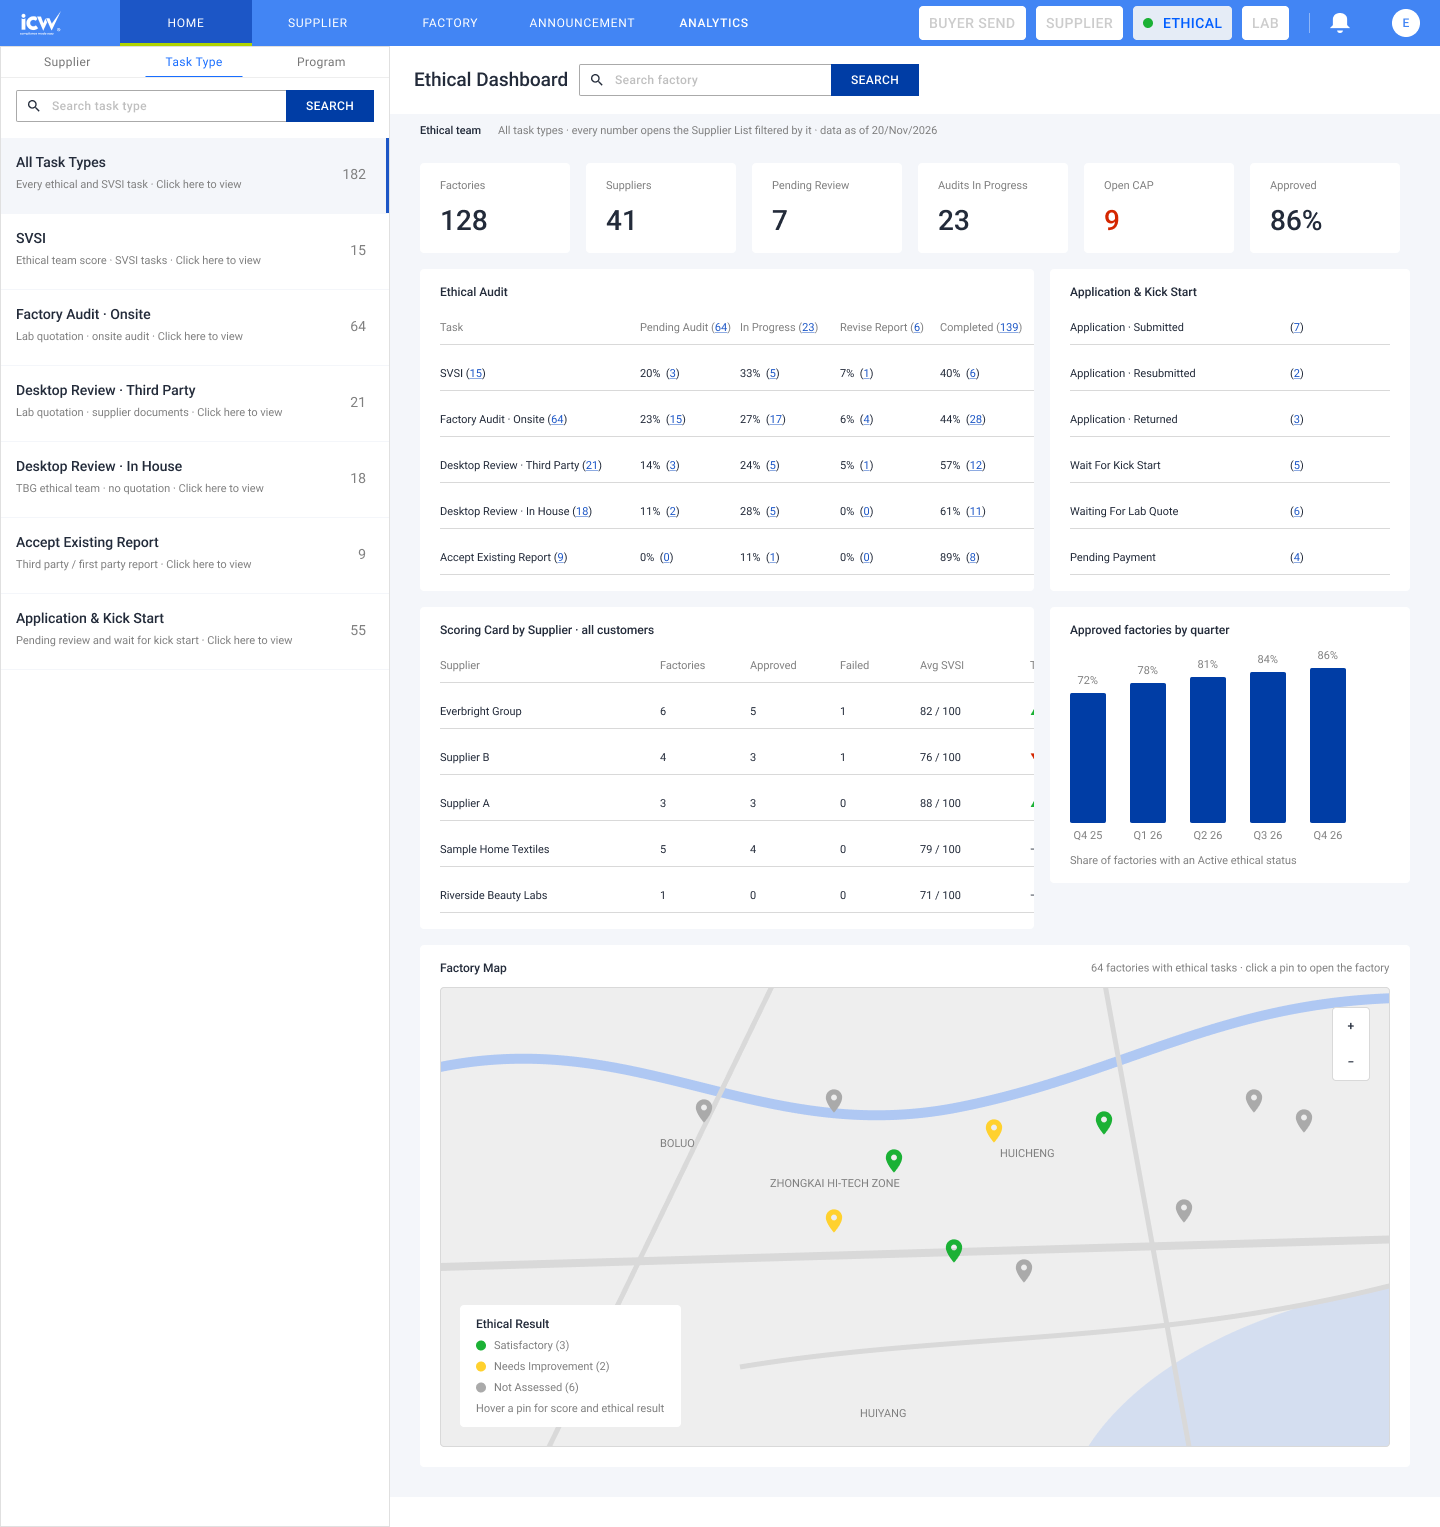 icw
HOME
SUPPLIER
FACTORY
ANNOUNCEMENT
ANALYTICS
BUYER SEND
SUPPLIER
ETHICAL
LAB
E
Supplier
Task Type
Program
Search task type
SEARCH
All Task Types
Every ethical and SVSI task · Click here to view
182
SVSI
Ethical team score · SVSI tasks · Click here to view
15
Factory Audit · Onsite
Lab quotation · onsite audit · Click here to view
64
Desktop Review · Third Party
Lab quotation · supplier documents · Click here to view
21
Desktop Review · In House
TBG ethical team · no quotation · Click here to view
18
Accept Existing Report
Third party / first party report · Click here to view
9
Application & Kick Start
Pending review and wait for kick start · Click here to view
55
Ethical Dashboard
Search factory
SEARCH
Ethical team All task types · every number opens the Supplier List filtered by it · data as of 20/Nov/2026
Factories
128
Suppliers
41
Pending Review
7
Audits In Progress
23
Open CAP
9
Approved
86%
Ethical Audit
Task Pending Audit (64) In Progress (23) Revise Report (6) Completed (139)
SVSI (15) 20% (3) 33% (5) 7% (1) 40% (6)
Factory Audit · Onsite (64) 23% (15) 27% (17) 6% (4) 44% (28)
Desktop Review · Third Party (21) 14% (3) 24% (5) 5% (1) 57% (12)
Desktop Review · In House (18) 11% (2) 28% (5) 0% (0) 61% (11)
Accept Existing Report (9) 0% (0) 11% (1) 0% (0) 89% (8)
Application & Kick Start
Application · Submitted (7)
Application · Resubmitted (2)
Application · Returned (3)
Wait For Kick Start (5)
Waiting For Lab Quote (6)
Pending Payment (4)
Scoring Card by Supplier · all customers
Supplier Factories Approved Failed Avg SVSI
Everbright Group 6 5 1 82 / 100
Supplier B 4 3 1 76 / 100
Supplier A 3 3 0 88 / 100
Sample Home Textiles 5 4 0 79 / 100
Riverside Beauty Labs 1 0 0 71 / 100
Approved factories by quarter
72% 78% 81% 84% 86%
Q4 25 Q1 26 Q2 26 Q3 26 Q4 26
Share of factories with an Active ethical status
Factory Map
64 factories with ethical tasks · click a pin to open the factory
+
−
BOLUO
HUICHENG
ZHONGKAI HI-TECH ZONE
HUIYANG
Ethical Result
Satisfactory (3)
Needs Improvement (2)
Not Assessed (6)
Hover a pin for score and ethical result